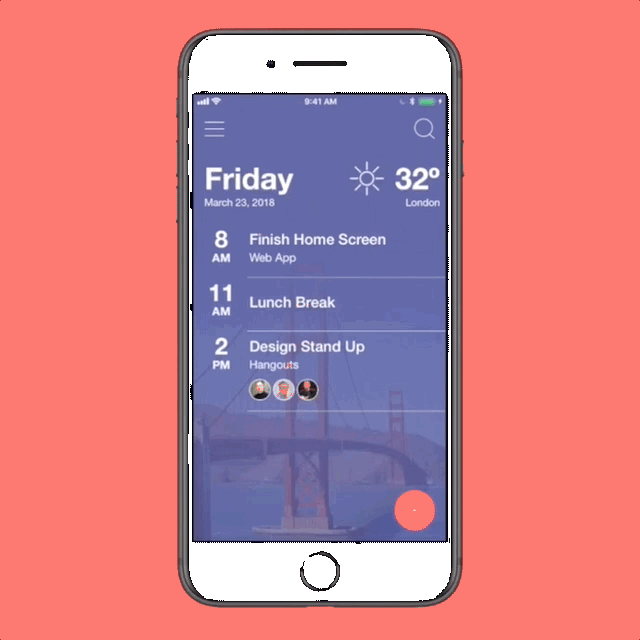 9:41 AM
Friday
32º
March 23, 2018
London
8
AM
Finish Home Screen
Web App
11
AM
Lunch Break
2
PM
Design Stand Up
Hangouts